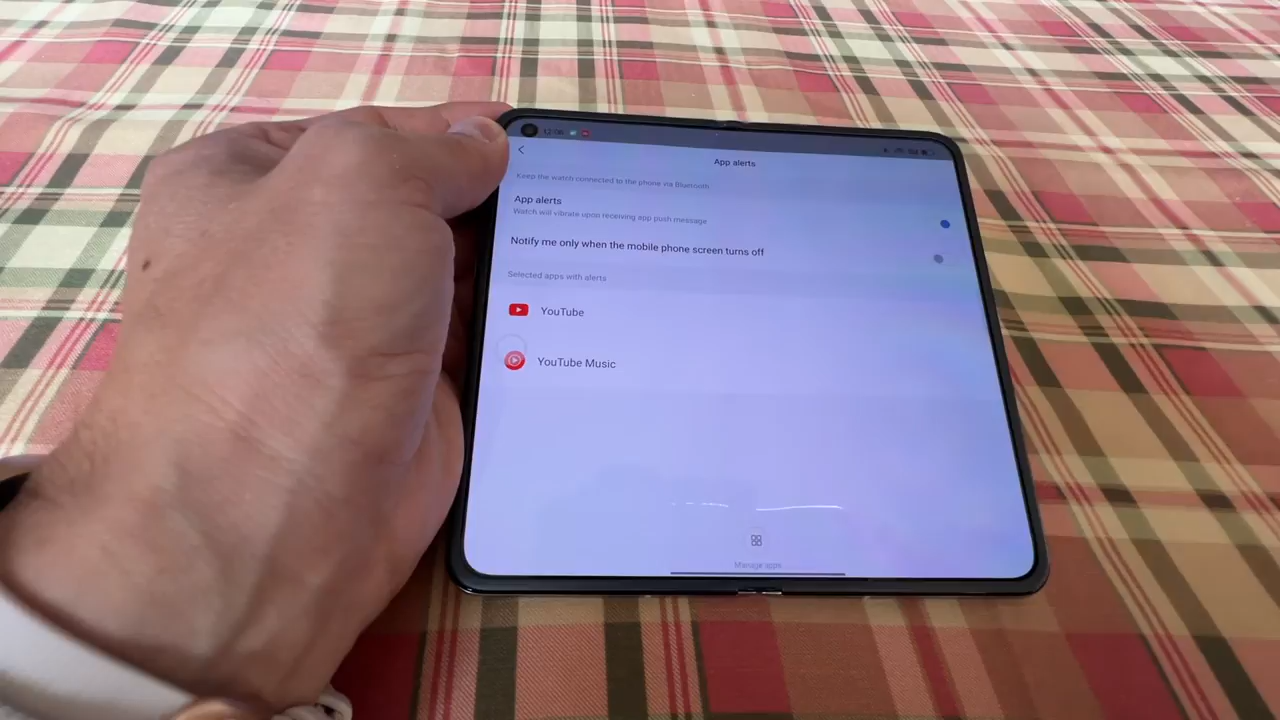 12:06
App alerts
Keep the watch connected to the phone via Bluetooth
App alerts
Watch will vibrate upon receiving app push message
Notify me only when the mobile phone screen turns off
Selected apps with alerts
YouTube
YouTube Music
Manage apps